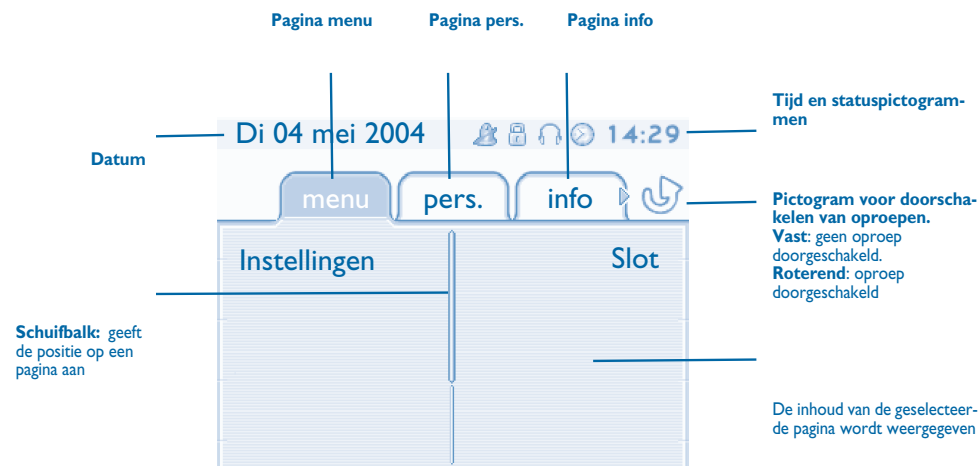 Pagina menu
Pagina pers.
Pagina info
Tijd en statuspictogram-
men
Di 04 mei 2004
14:29
Datum
menu
pers.
info
Pictogram voor doorscha-
kelen van oproepen.
Vast: geen oproep
doorgeschakeld.
Roterend: oproep
doorgeschakeld
Instellingen
Slot
Schuifbalk: geeft
de positie op een
pagina aan
De inhoud van de geselecteer-
de pagina wordt weergegeven